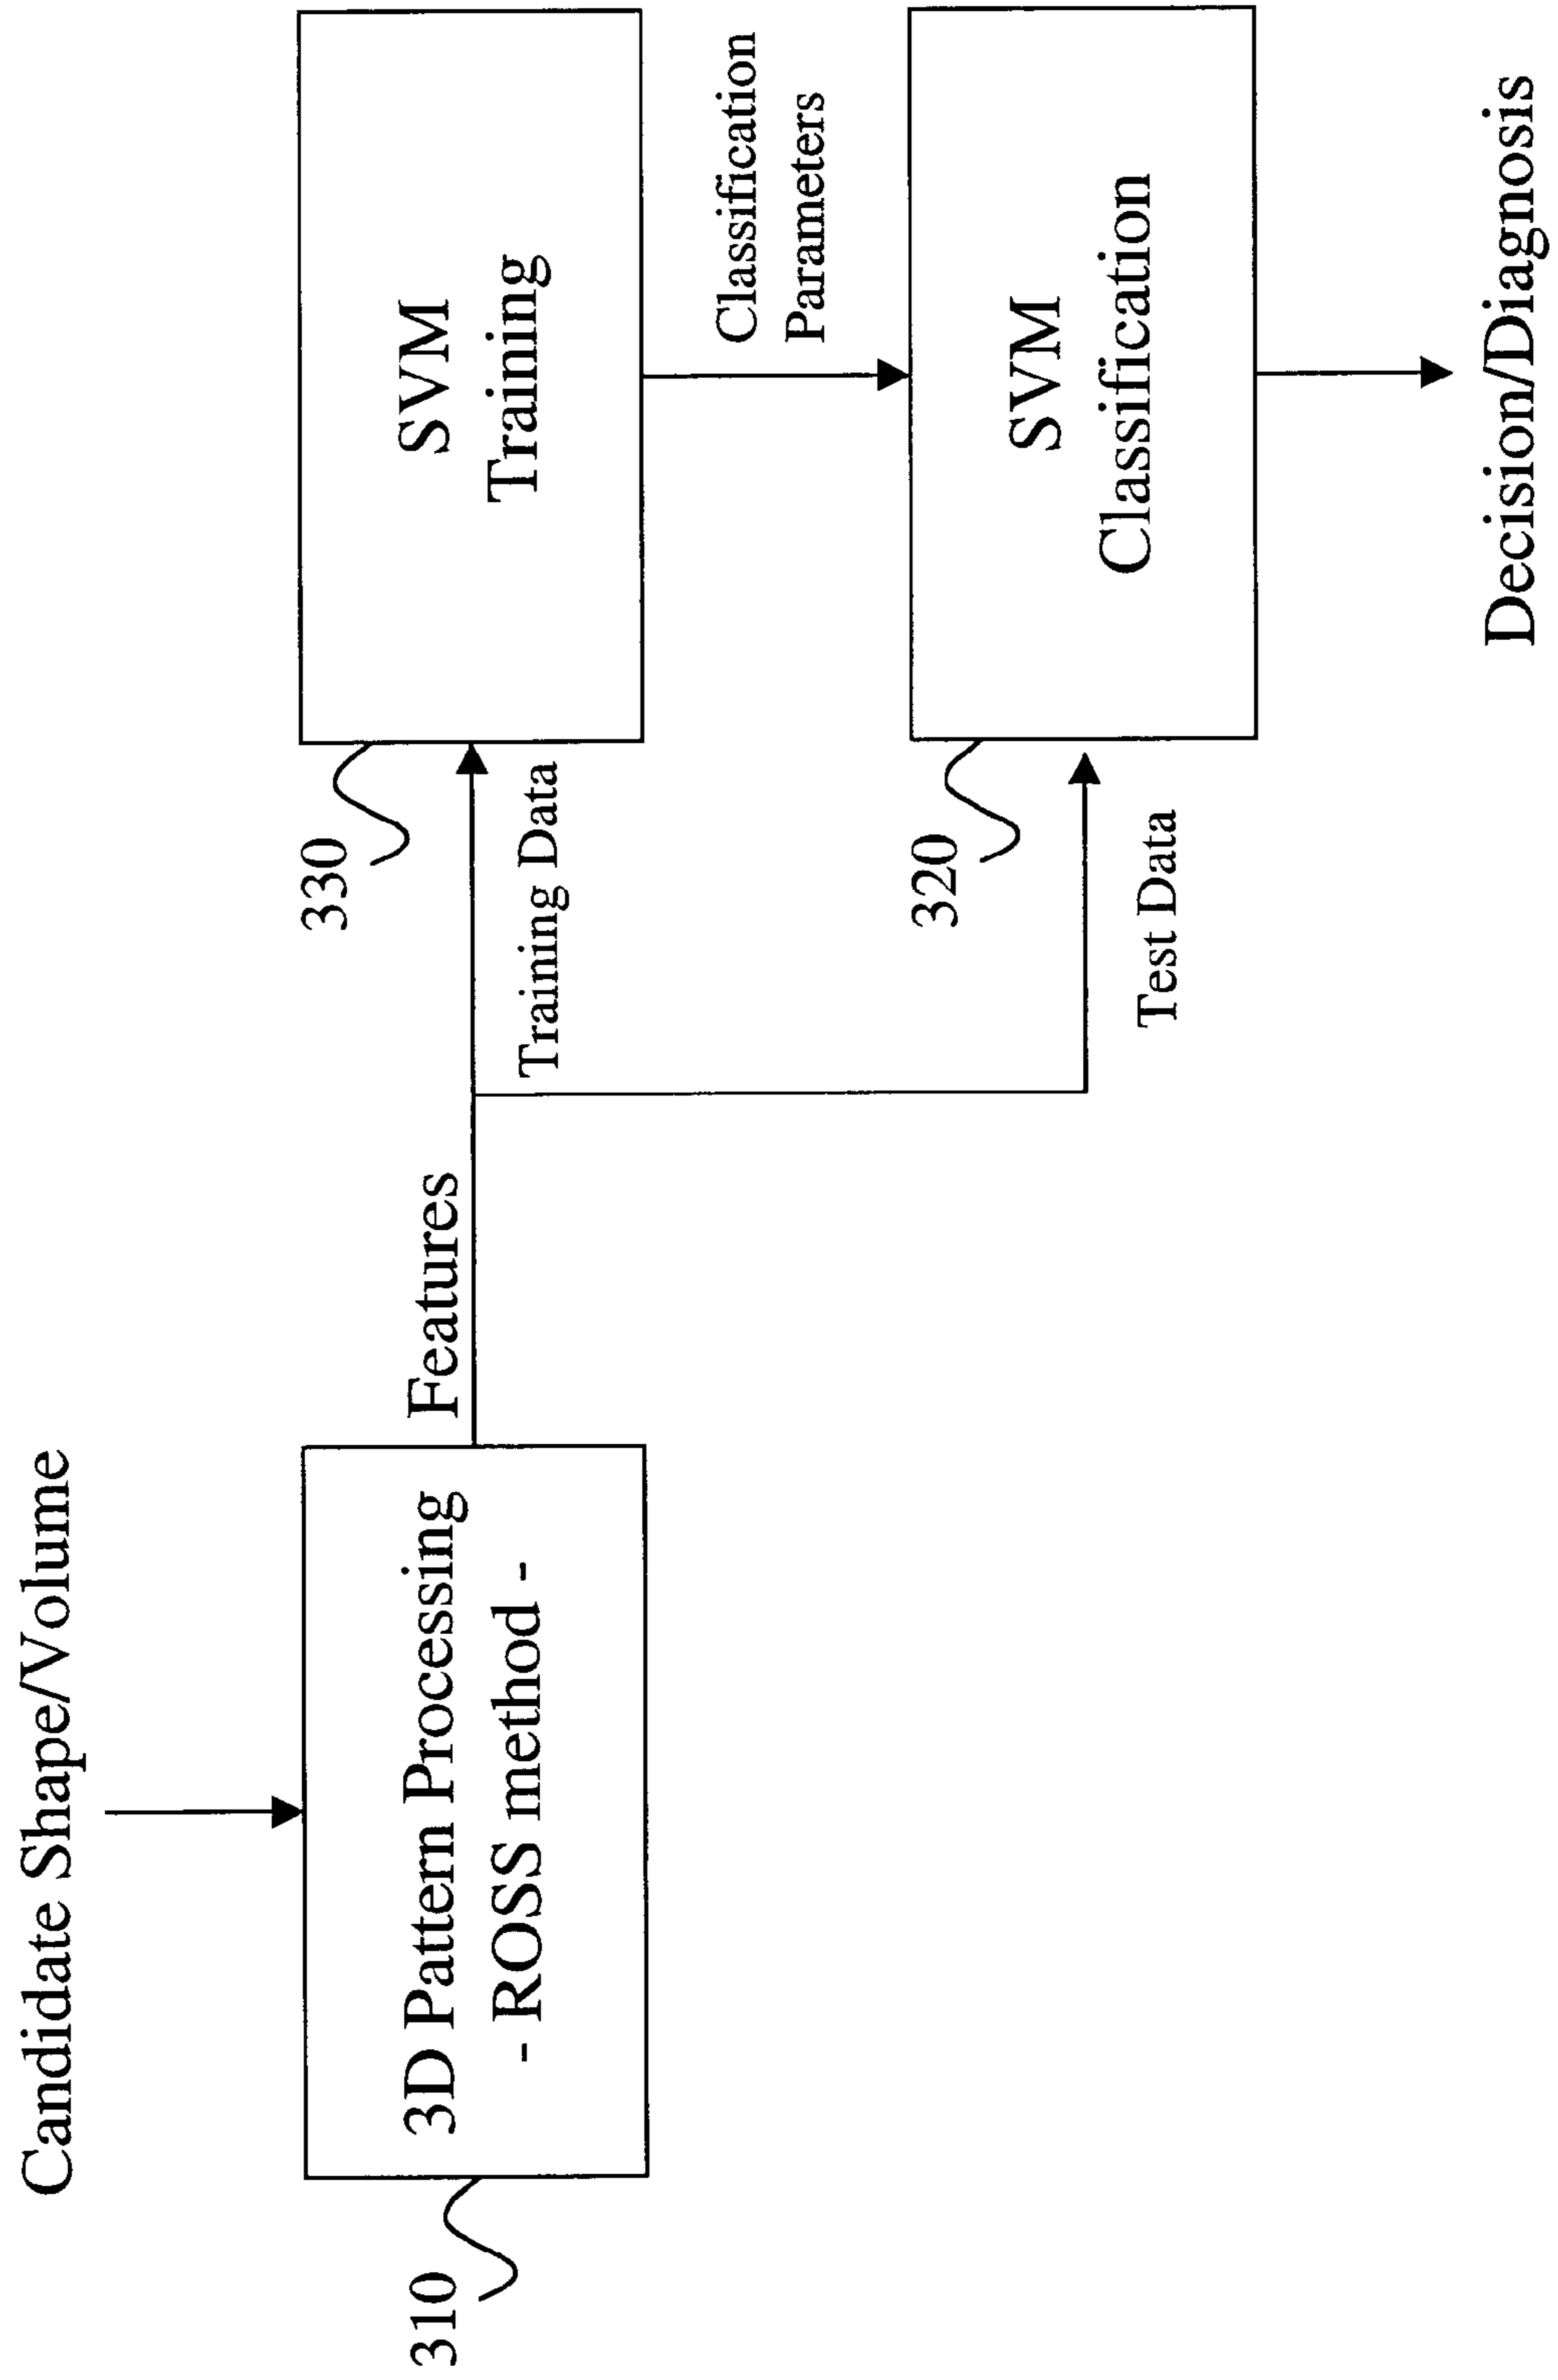 Candidate Shape/Volume
310
3D Pattern Processing
- ROSS method -
Features
Training Data
330
SVM
Training
Classification
Parameters
Test Data
320
SVM
Classification
Decision/Diagnosis